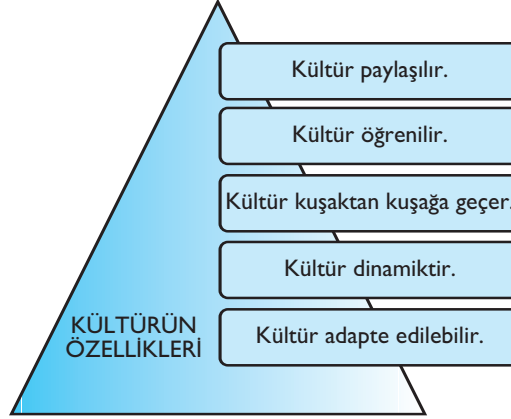 Kültür paylaşılır.
Kültür öğrenilir.
Kültür kuşaktan kuşağa geçer.
Kültür dinamiktir.
Kültür adapte edilebilir.
KÜLTÜRÜN
ÖZELLİKLERİ